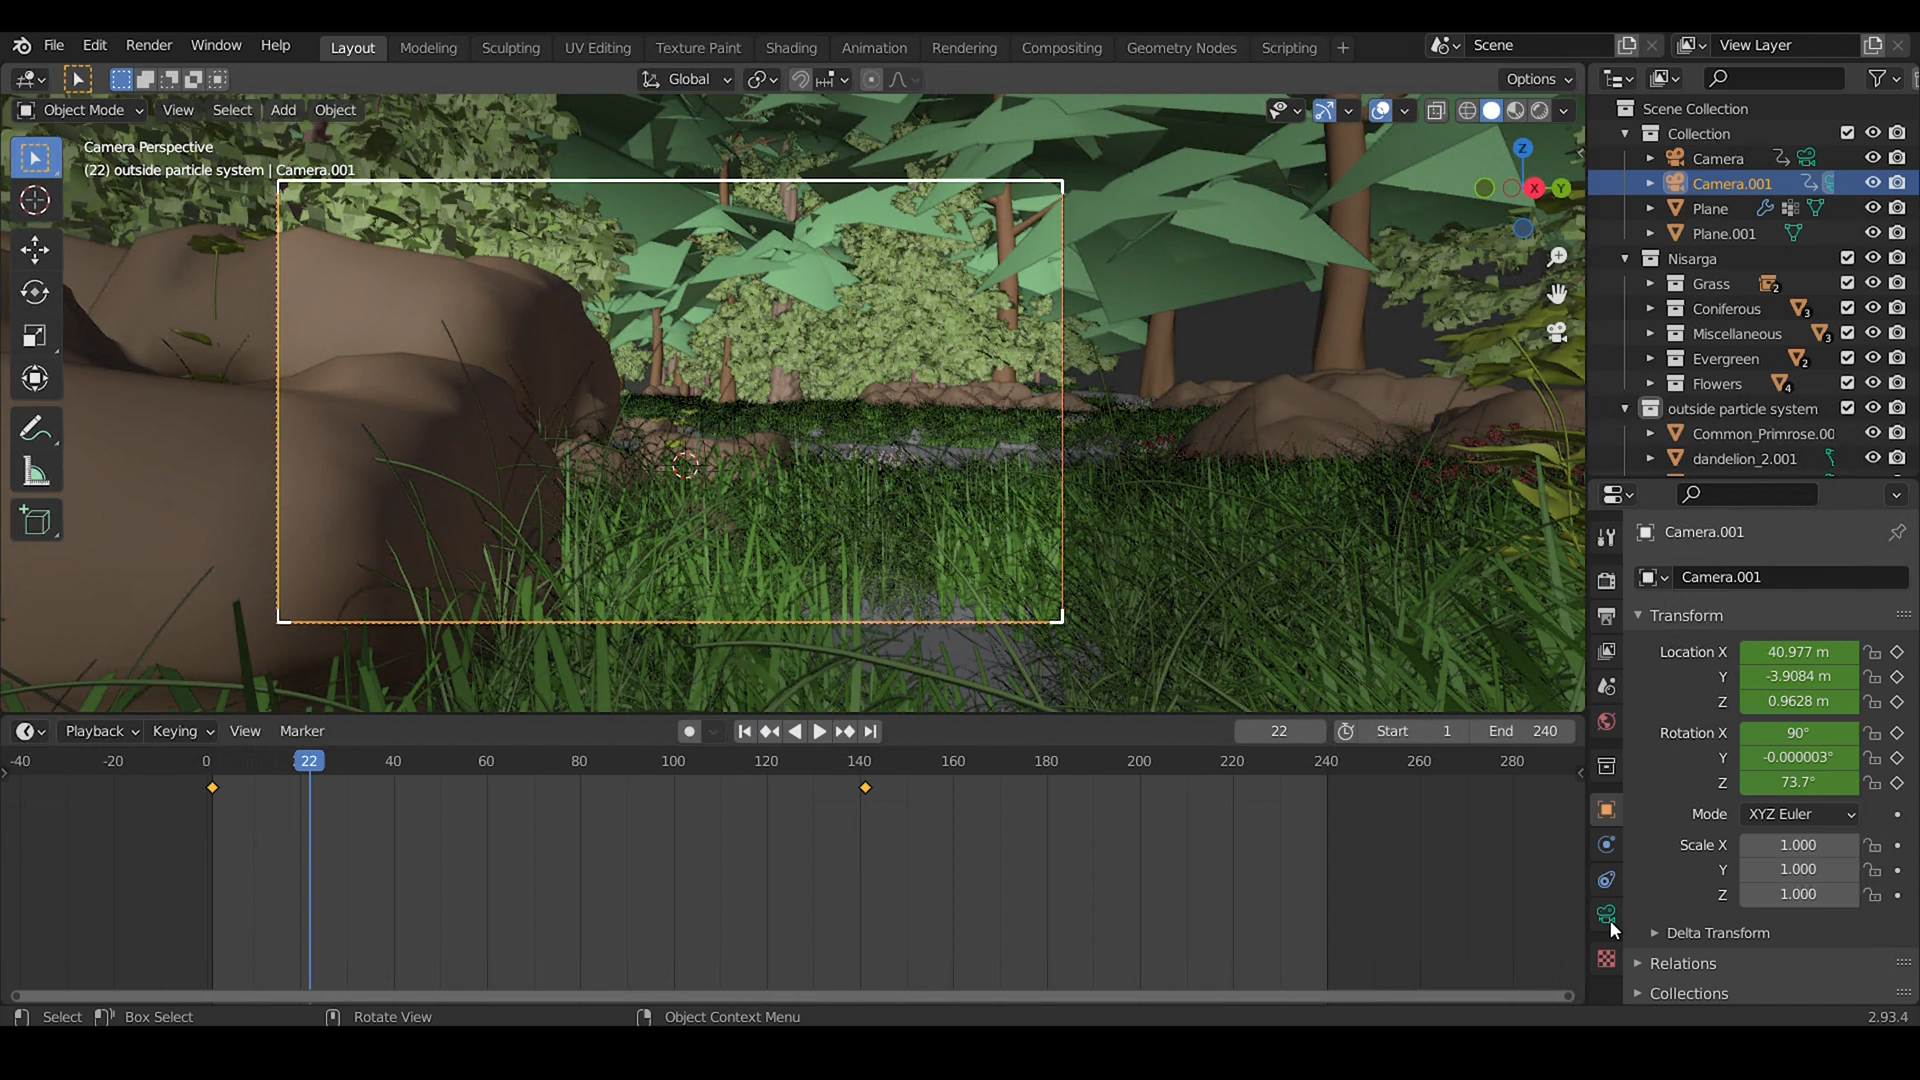 File Edit Render Window Help Layout Modeling Sculpting UV Editing Texture Paint Shading Animation Rendering Compositing Geometry Nodes Scripting + Scene View Layer
Global Options
Object Mode View Select Add Object
Camera Perspective
(22) outside particle system | Camera.001
Z
X
Y
Scene Collection
Collection
Camera
Camera.001
Plane
Plane.001
Nisarga
Grass 2
Coniferous 3
Miscellaneous 3
Evergreen 2
Flowers 4
outside particle system
Common_Primrose.00
dandelion_2.001
Camera.001
Camera.001
Transform
Location X 40.977 m
Y -3.9084 m
Z 0.9628 m
Rotation X 90°
Y -0.000003°
Z 73.7°
Mode XYZ Euler
Scale X 1.000
Y 1.000
Z 1.000
Delta Transform
Relations
Collections
Playback Keying View Marker 22 Start 1 End 240
-40 -20 0 22 40 60 80 100 120 140 160 180 200 220 240 260 280
Select Box Select Rotate View Object Context Menu 2.93.4